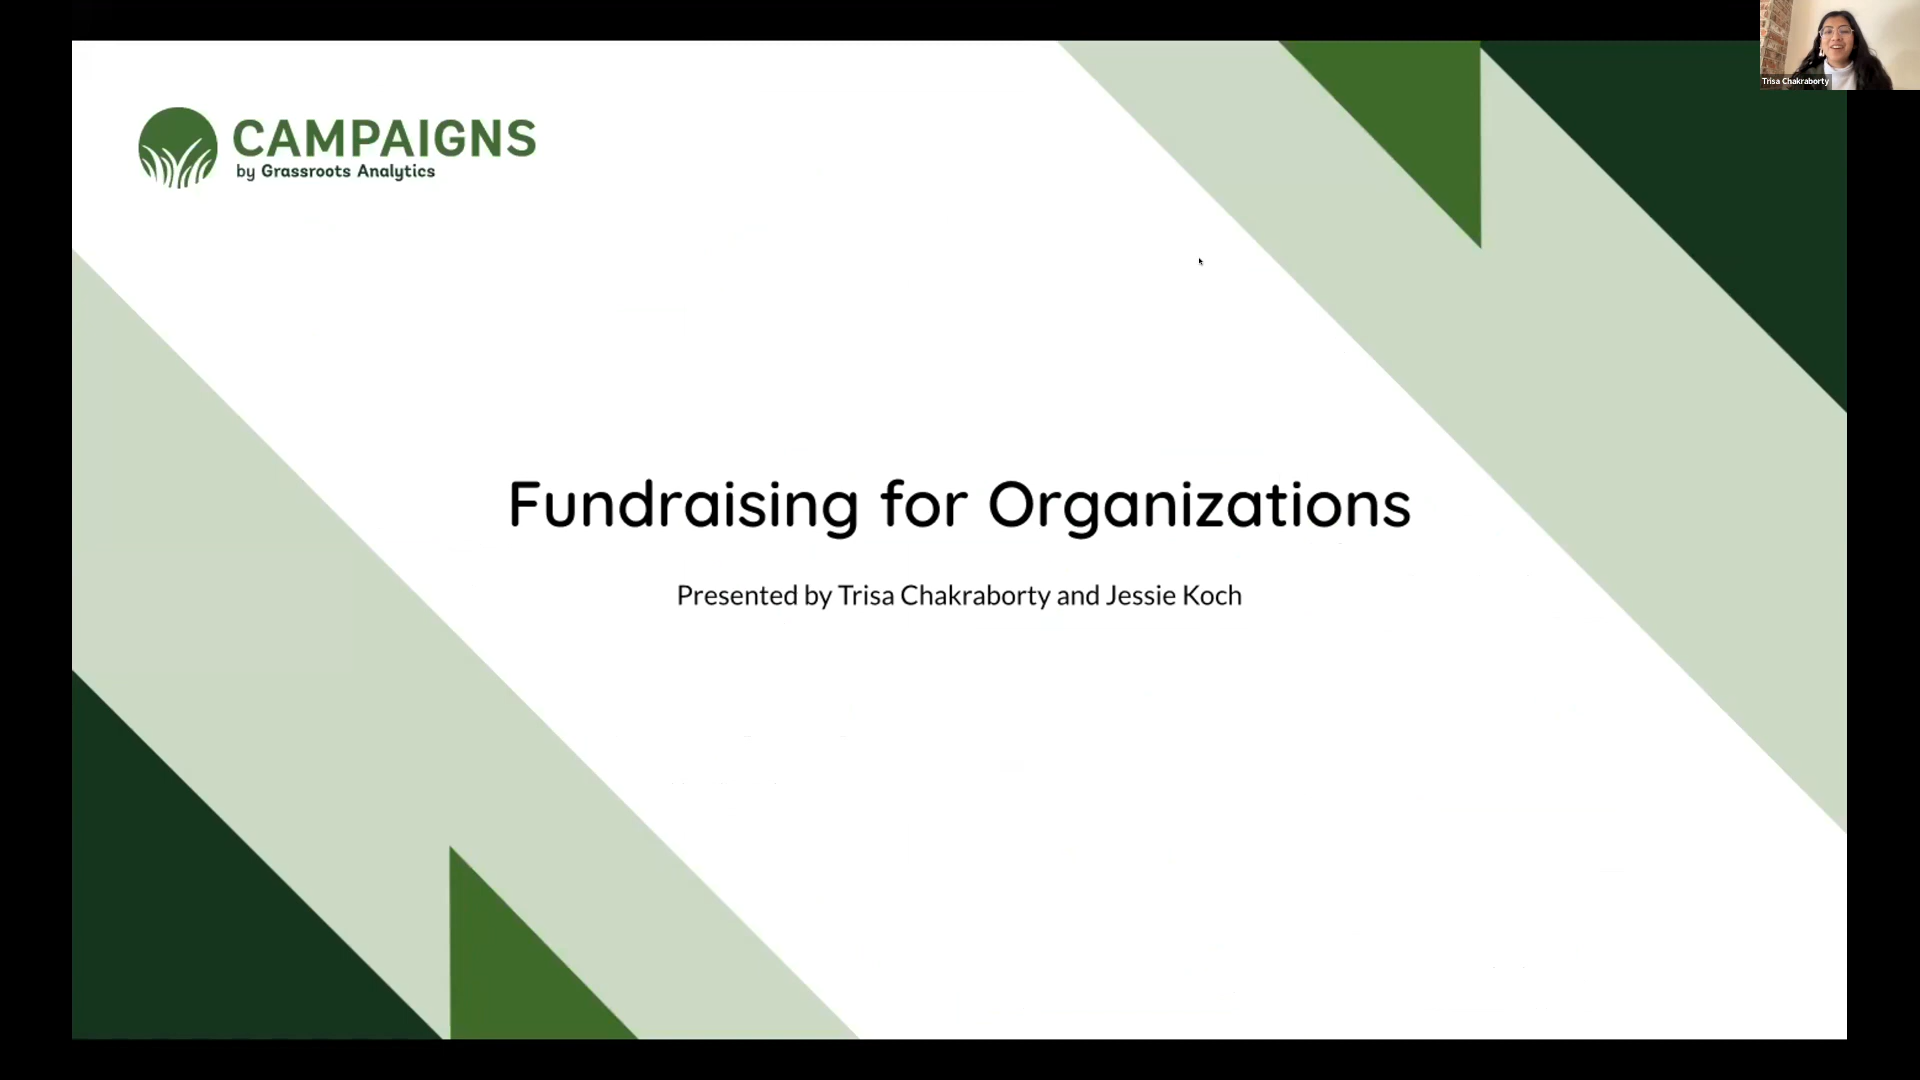 CAMPAIGNS
by Grassroots Analytics
Trisa Chakraborty
Fundraising for Organizations
Presented by Trisa Chakraborty and Jessie Koch